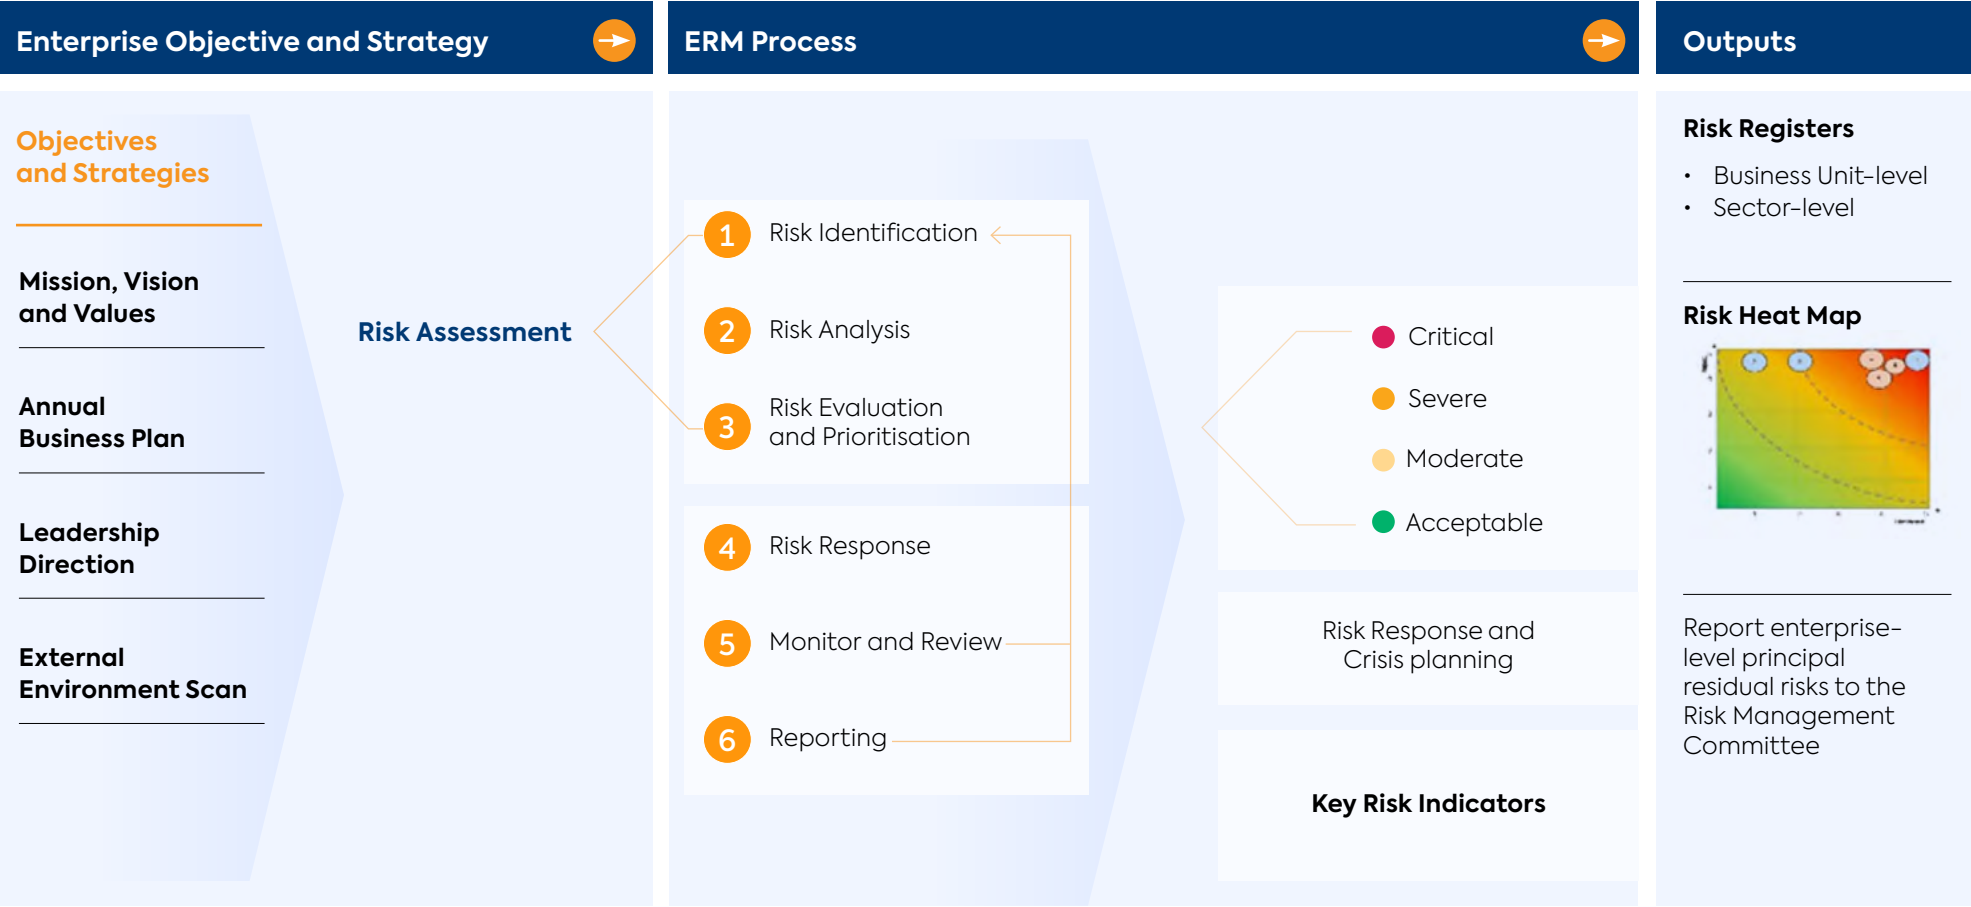 Enterprise Objective and Strategy
Objectives
and Strategies
Mission, Vision
and Values
Annual
Business Plan
Leadership
Direction
External
Environment Scan
Risk Assessment
ERM Process
1 Risk Identification
2 Risk Analysis
3 Risk Evaluation
and Prioritisation
4 Risk Response
5 Monitor and Review
6 Reporting
Critical
Severe
Moderate
Acceptable
Risk Response and
Crisis planning
Key Risk Indicators
Outputs
Risk Registers
• Business Unit-level
• Sector-level
Risk Heat Map
Report enterprise-
level principal
residual risks to the
Risk Management
Committee